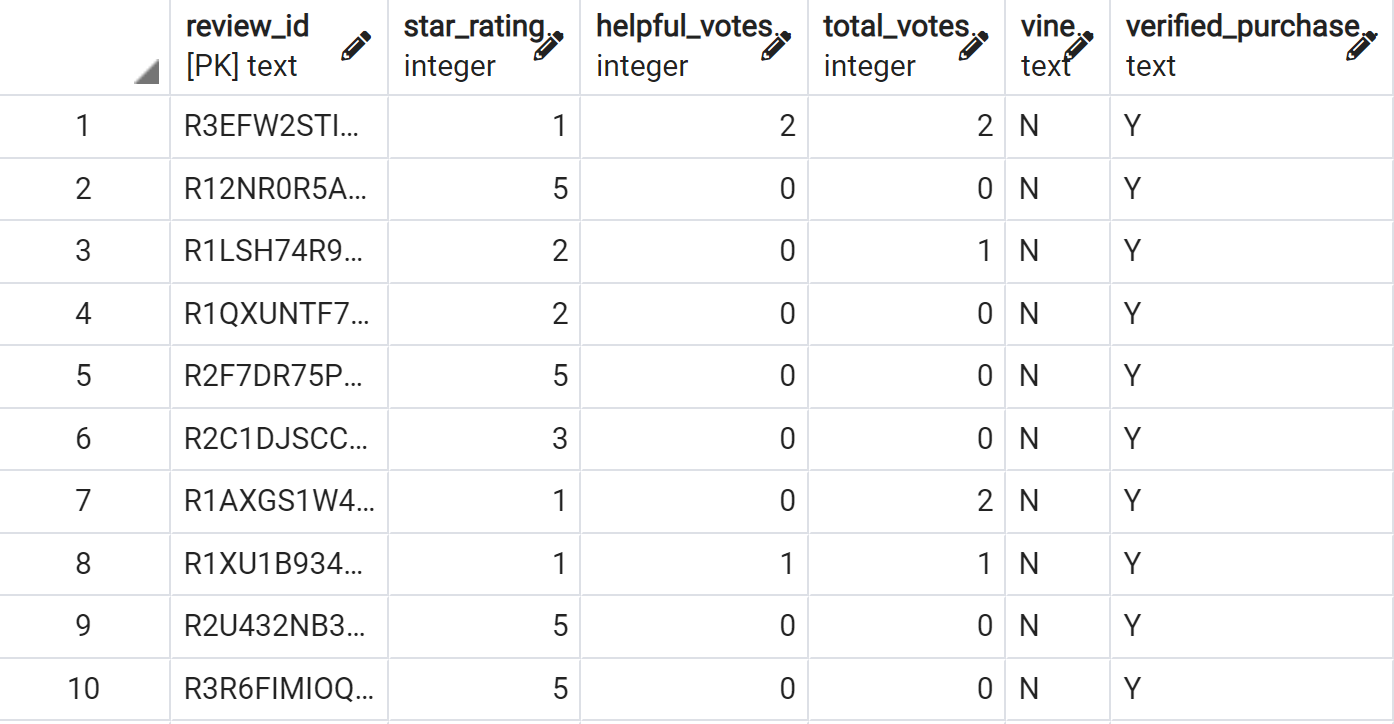 review_id star_rating helpful_votes total_votes vine verified_purchase
[PK] text integer integer integer text text
1 R3EFW2STI... 1 2 2 N Y
2 R12NR0R5A... 5 0 0 N Y
3 R1LSH74R9... 2 0 1 N Y
4 R1QXUNTF7... 2 0 0 N Y
5 R2F7DR75P... 5 0 0 N Y
6 R2C1DJSCC... 3 0 0 N Y
7 R1AXGS1W4... 1 0 2 N Y
8 R1XU1B934... 1 1 1 N Y
9 R2U432NB3... 5 0 0 N Y
10 R3R6FIMIOQ... 5 0 0 N Y